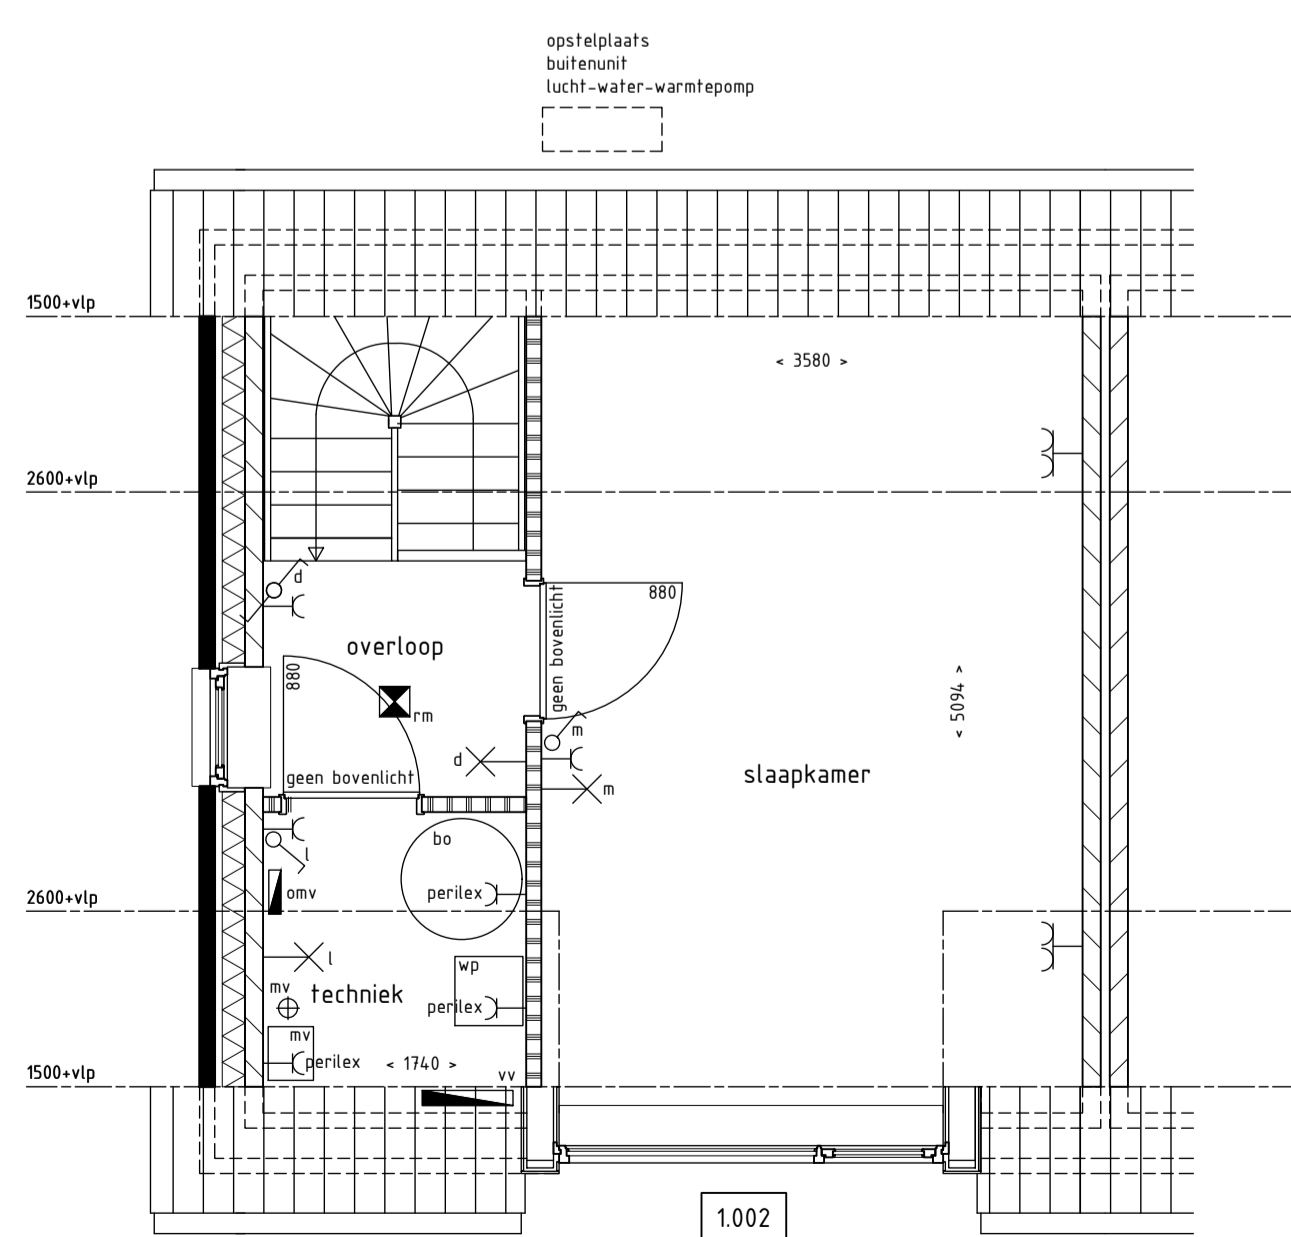 opstelplaats
buitenunit
lucht-water-warmtepomp
1500+vlp
< 3580 >
2600+vlp
d
880
geen bovenlicht
overloop
880
< 5094 >
rm
m
d
slaapkamer
geen bovenlicht
m
bo
l
omv
perilex
2600+vlp
l
wp
mv
techniek
perilex
mv
perilex
< 1740 >
vv
1500+vlp
1.002